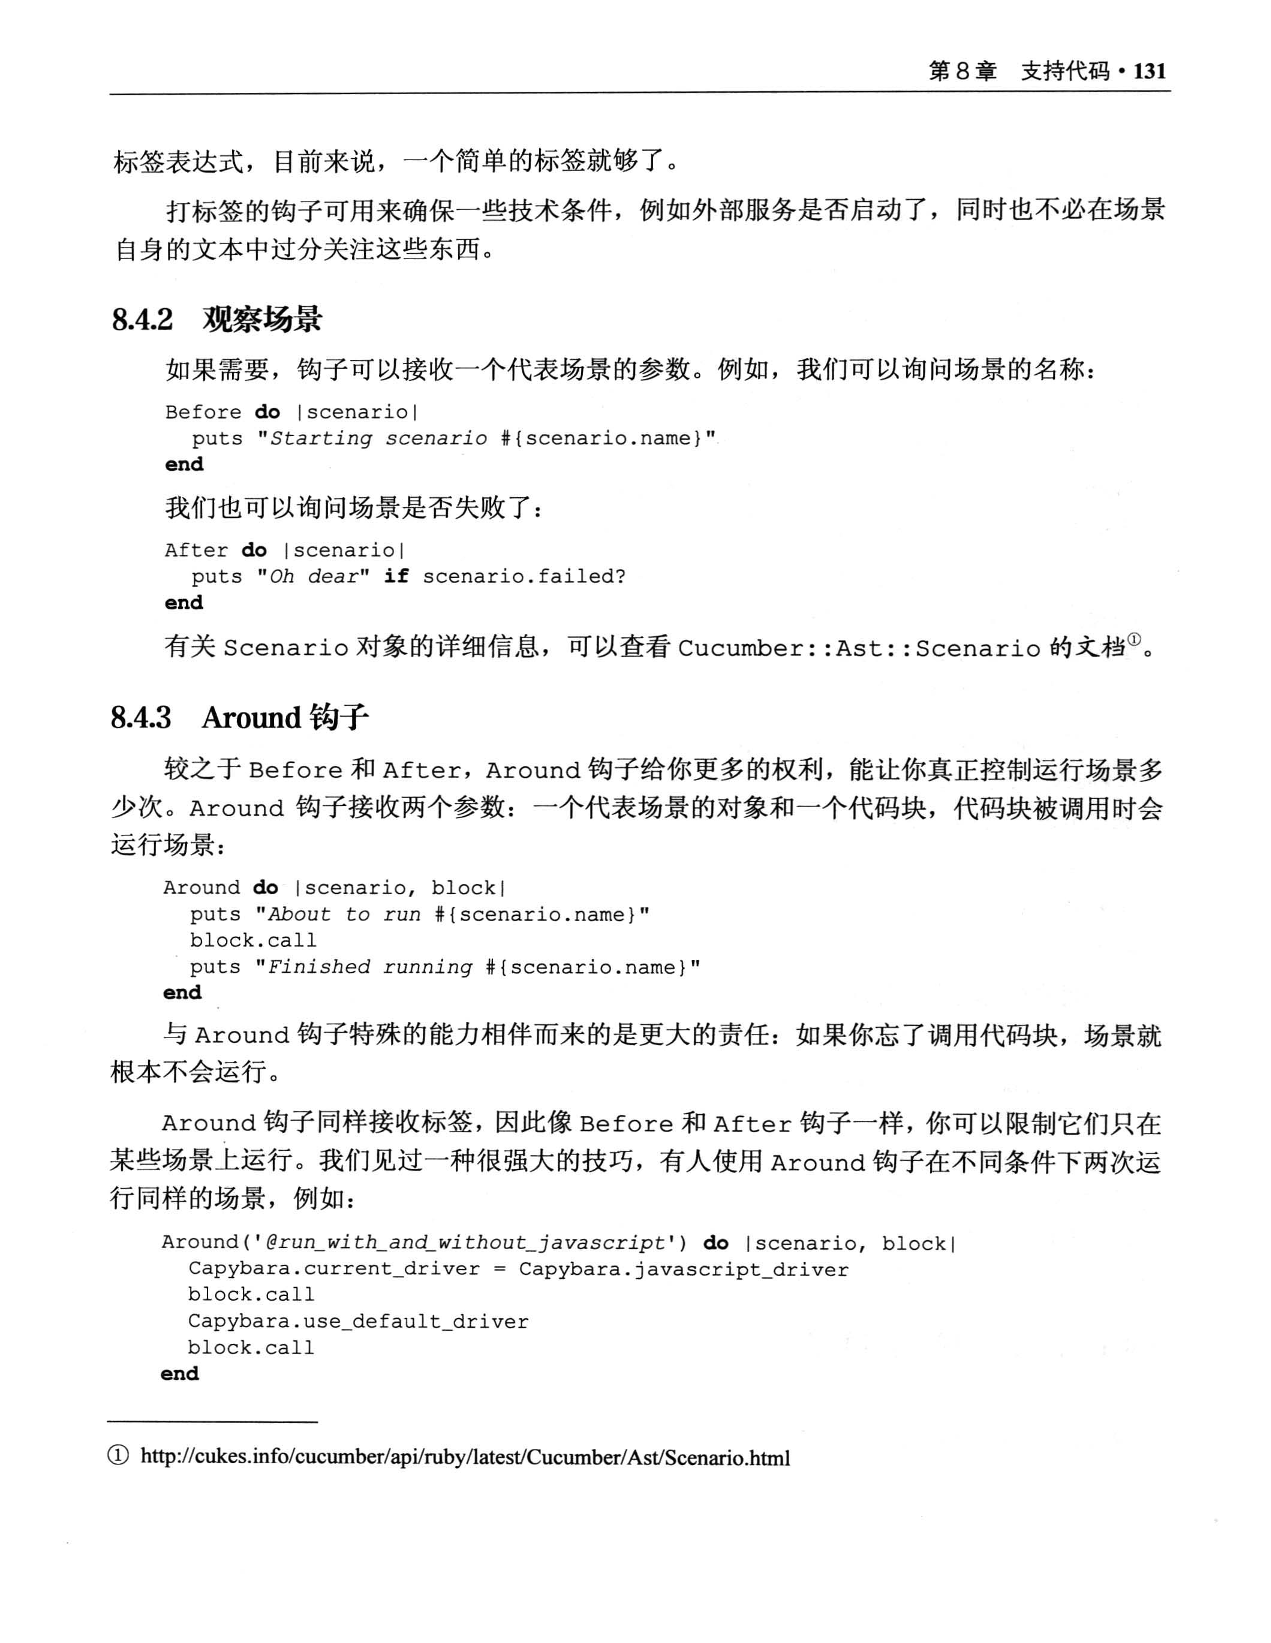 第8章　支持代码·131
标签表达式，目前来说，一个简单的标签就够了。
打标签的钩子可用来确保一些技术条件，例如外部服务是否启动了，同时也不必在场景
自身的文本中过分关注这些东西。
8.4.2　观察场景
如果需要，钩子可以接收一个代表场景的参数。例如，我们可以询问场景的名称：
Before do |scenario|
  puts "Starting scenario #{scenario.name}"
end
我们也可以询问场景是否失败了：
After do |scenario|
  puts "Oh dear" if scenario.failed?
end
有关 Scenario 对象的详细信息，可以查看 Cucumber::Ast::Scenario 的文档①。
8.4.3　Around 钩子
较之于 Before 和 After，Around 钩子给你更多的权利，能让你真正控制运行场景多
少次。Around 钩子接收两个参数：一个代表场景的对象和一个代码块，代码块被调用时会
运行场景：
Around do |scenario, block|
  puts "About to run #{scenario.name}"
  block.call
  puts "Finished running #{scenario.name}"
end
与 Around 钩子特殊的能力相伴而来的是更大的责任：如果你忘了调用代码块，场景就
根本不会运行。
Around 钩子同样接收标签，因此像 Before 和 After 钩子一样，你可以限制它们只在
某些场景上运行。我们见过一种很强大的技巧，有人使用 Around 钩子在不同条件下两次运
行同样的场景，例如：
Around('@run_with_and_without_javascript') do |scenario, block|
  Capybara.current_driver = Capybara.javascript_driver
  block.call
  Capybara.use_default_driver
  block.call
end
① http://cukes.info/cucumber/api/ruby/latest/Cucumber/Ast/Scenario.html